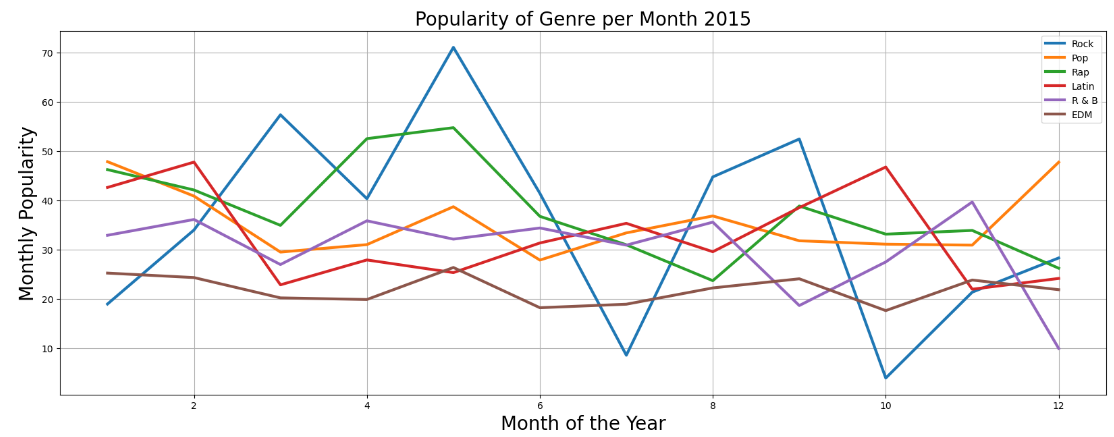 Popularity of Genre per Month 2015
Monthly Popularity
70
60
50
40
30
20
10
2
4
6
8
10
12
Month of the Year
Rock
Pop
Rap
Latin
R & B
EDM